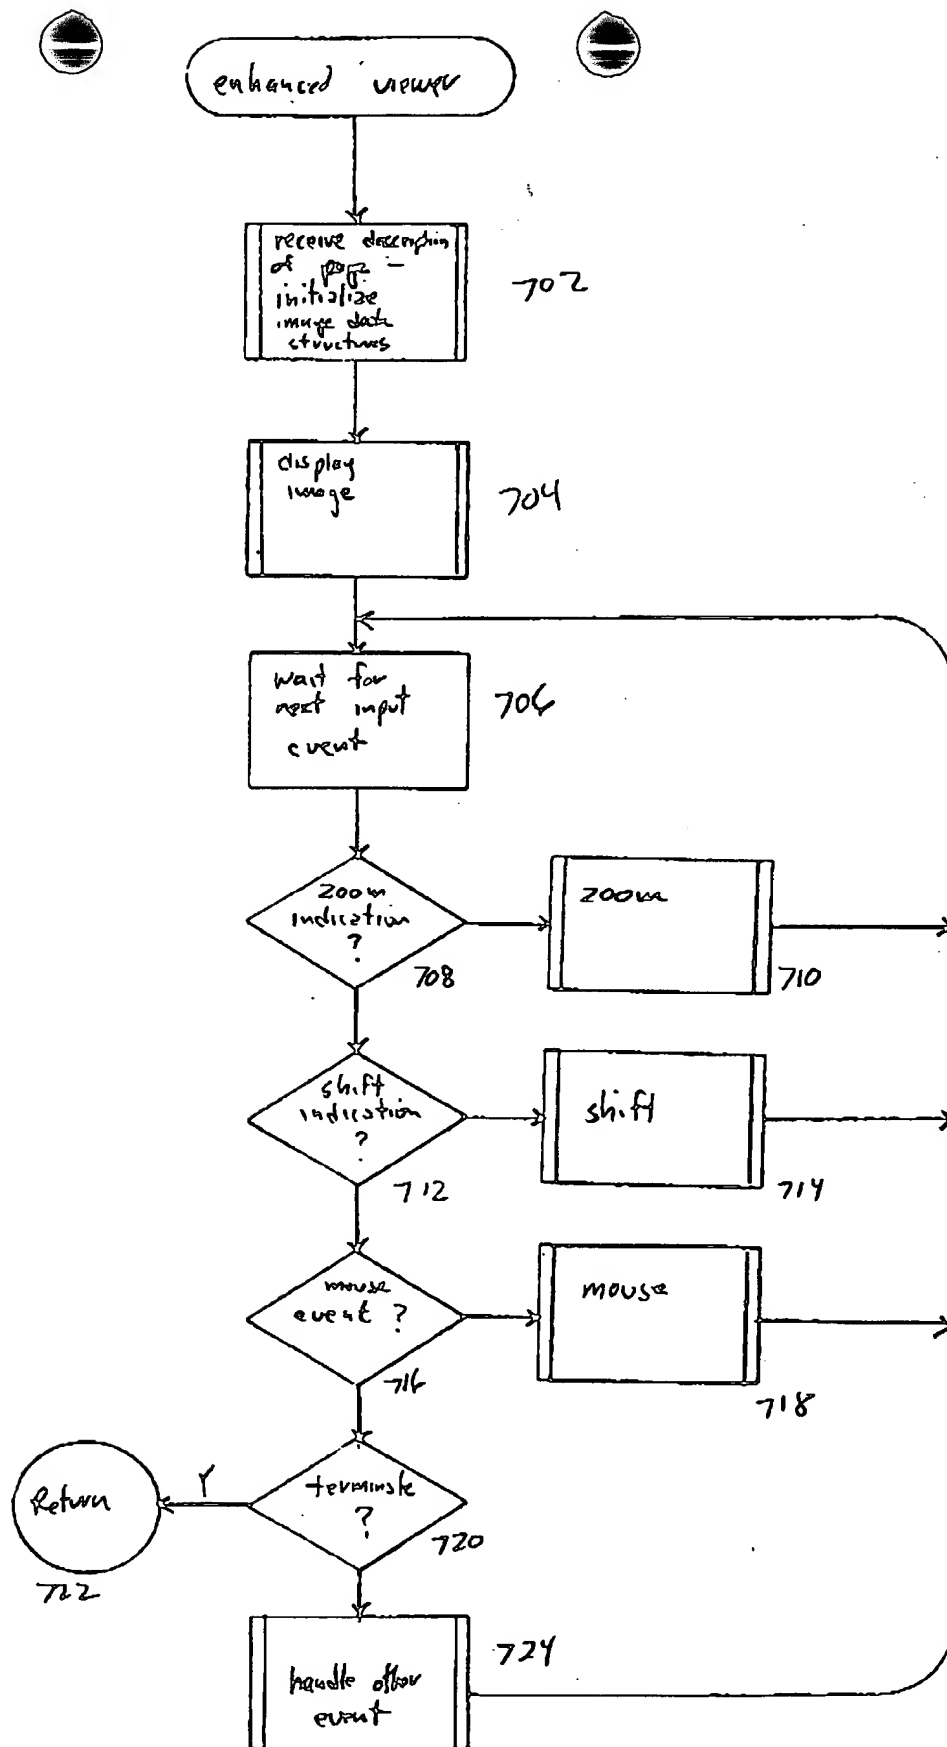 enhanced viewer
receive description
of page -
initialize
image data
structures
702
display
image
704
wait for
next input
event
706
zoom
indication
?
708
zoom
710
shift
indication
?
712
shift
714
mouse
event ?
716
mouse
718
terminate
?
720
Y
Return
722
handle other
event
724